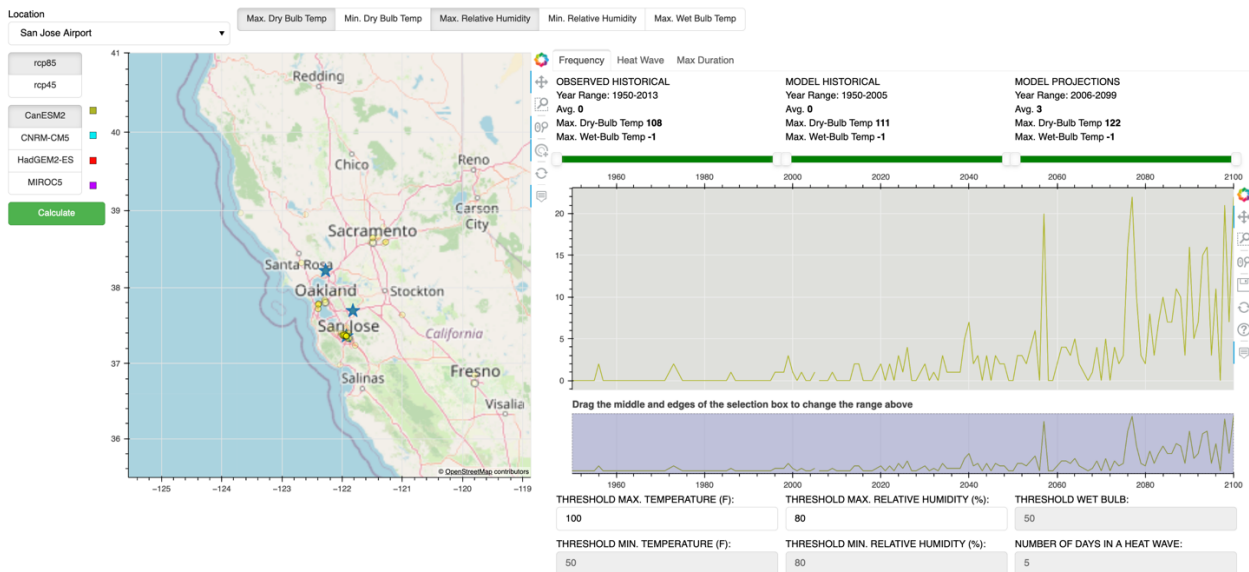 Location
San Jose Airport
Max. Dry Bulb Temp
Min. Dry Bulb Temp
Max. Relative Humidity
Min. Relative Humidity
Max. Wet Bulb Temp
rcp85
rcp45
CanESM2
CNRM-CM5
HadGEM2-ES
MIROC5
Calculate
41
40
39
38
37
36
−125
−124
−123
−122
−121
−120
−119
Redding
Chico
Reno
Carson
City
Sacramento
Santa Rosa
Oakland
Stockton
San Jose
California
Salinas
Fresno
Visalia
© OpenStreetMap contributors
Frequency
Heat Wave
Max Duration
OBSERVED HISTORICAL
Year Range: 1950-2013
Avg. 0
Max. Dry-Bulb Temp 108
Max. Wet-Bulb Temp -1
MODEL HISTORICAL
Year Range: 1950-2005
Avg. 0
Max. Dry-Bulb Temp 111
Max. Wet-Bulb Temp -1
MODEL PROJECTIONS
Year Range: 2006-2099
Avg. 3
Max. Dry-Bulb Temp 122
Max. Wet-Bulb Temp -1
1960
1980
2000
2020
2040
2060
2080
2100
20
15
10
5
0
Drag the middle and edges of the selection box to change the range above
1960
1980
2000
2020
2040
2060
2080
2100
THRESHOLD MAX. TEMPERATURE (F):
100
THRESHOLD MAX. RELATIVE HUMIDITY (%):
80
THRESHOLD WET BULB:
50
THRESHOLD MIN. TEMPERATURE (F):
50
THRESHOLD MIN. RELATIVE HUMIDITY (%):
80
NUMBER OF DAYS IN A HEAT WAVE:
5